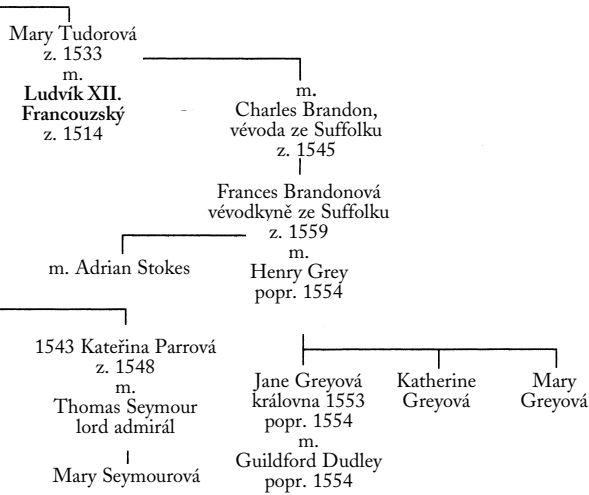 Mary Tudorová
z. 1533
m.
Ludvík XII.
Francouzský
z. 1514
m.
Charles Brandon,
vévoda ze Suffolku
z. 1545
Frances Brandonová
vévodkyně ze Suffolku
z. 1559
m.
Henry Grey
popr. 1554
m. Adrian Stokes
1543 Kateřina Parrová
z. 1548
m.
Thomas Seymour
lord admirál
Mary Seymourová
Jane Greyová
královna 1553
popr. 1554
m.
Guildford Dudley
popr. 1554
Katherine
Greyová
Mary
Greyová